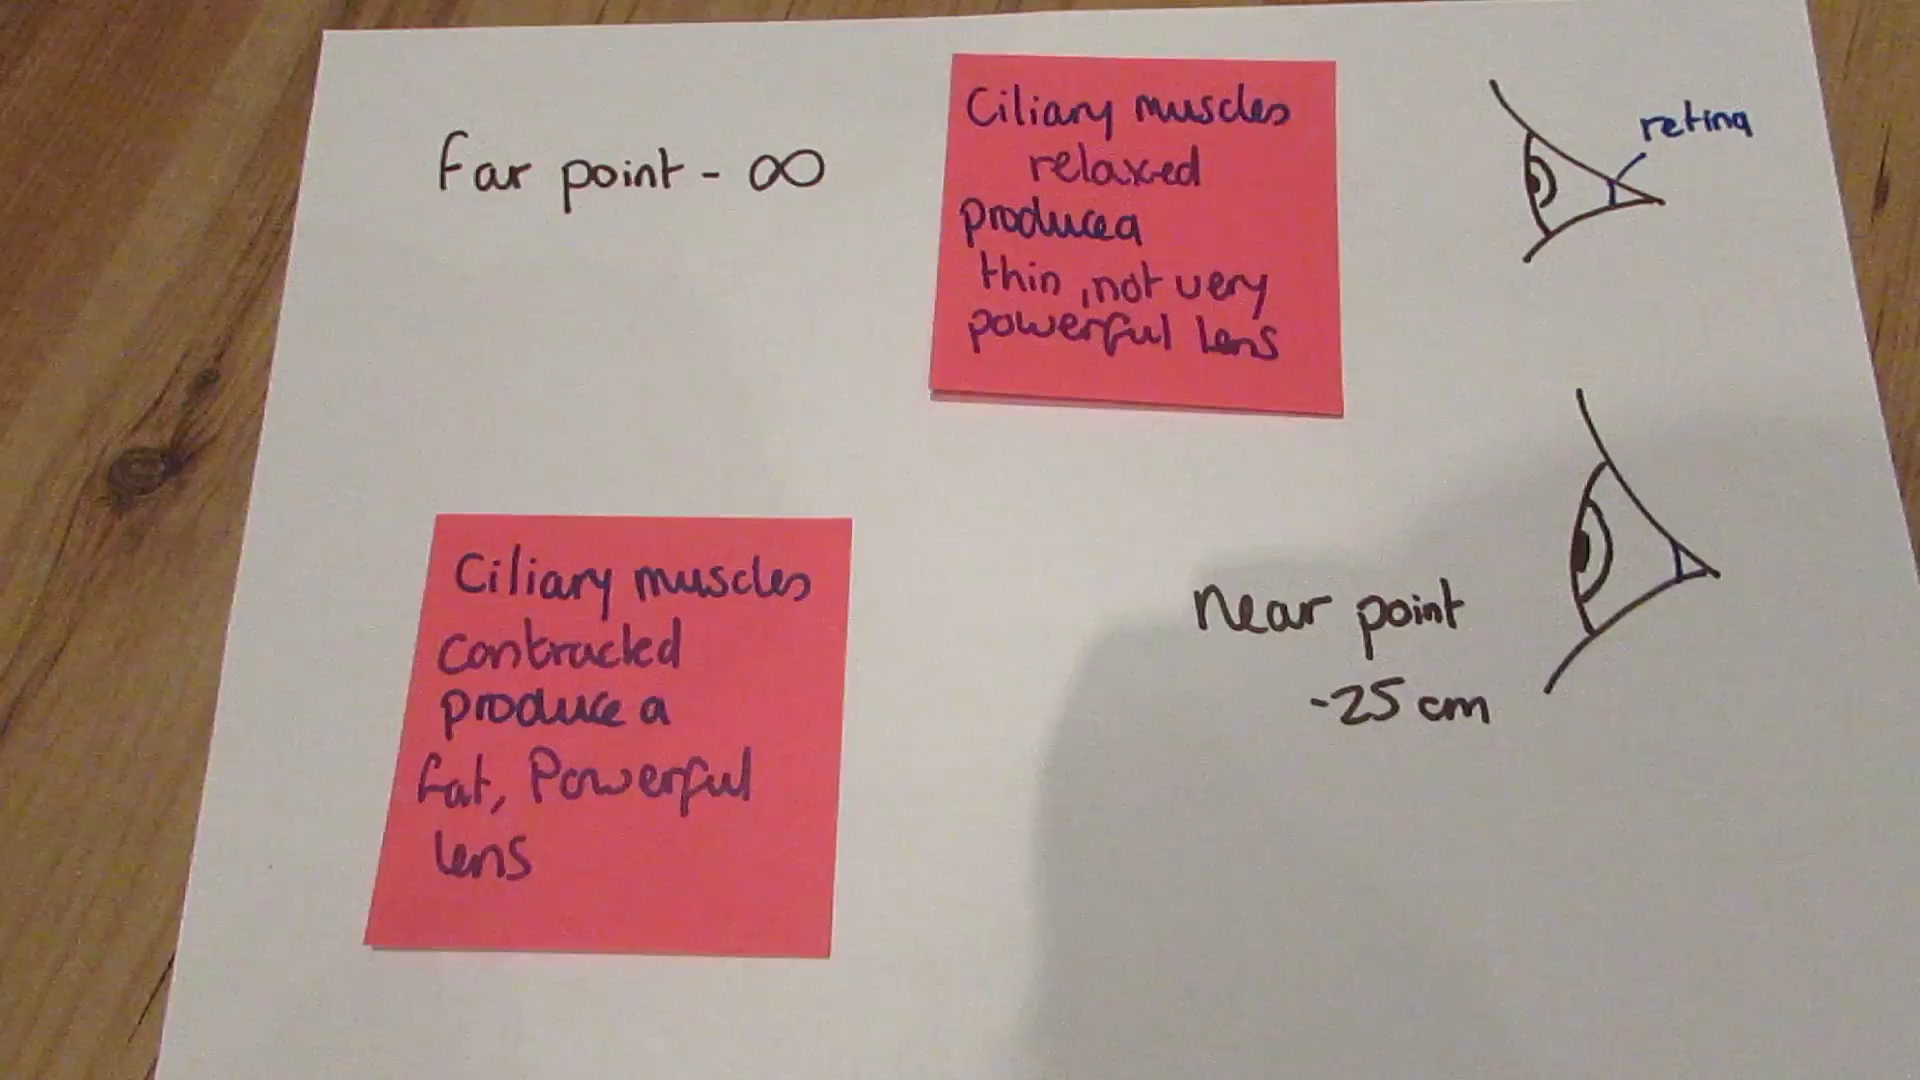 Far point - ∞
Ciliary muscles
relaxed
produce a
thin, not very
powerful lens
retina
Ciliary muscles
contracted
produce a
fat, Powerful
lens
Near point
-25 cm